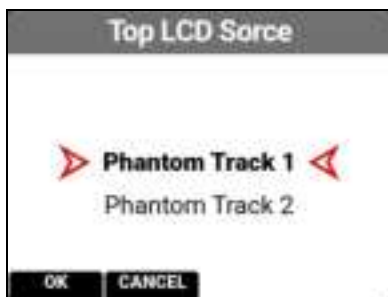 Top LCD Sorce
Phantom Track 1
Phantom Track 2
OK CANCEL